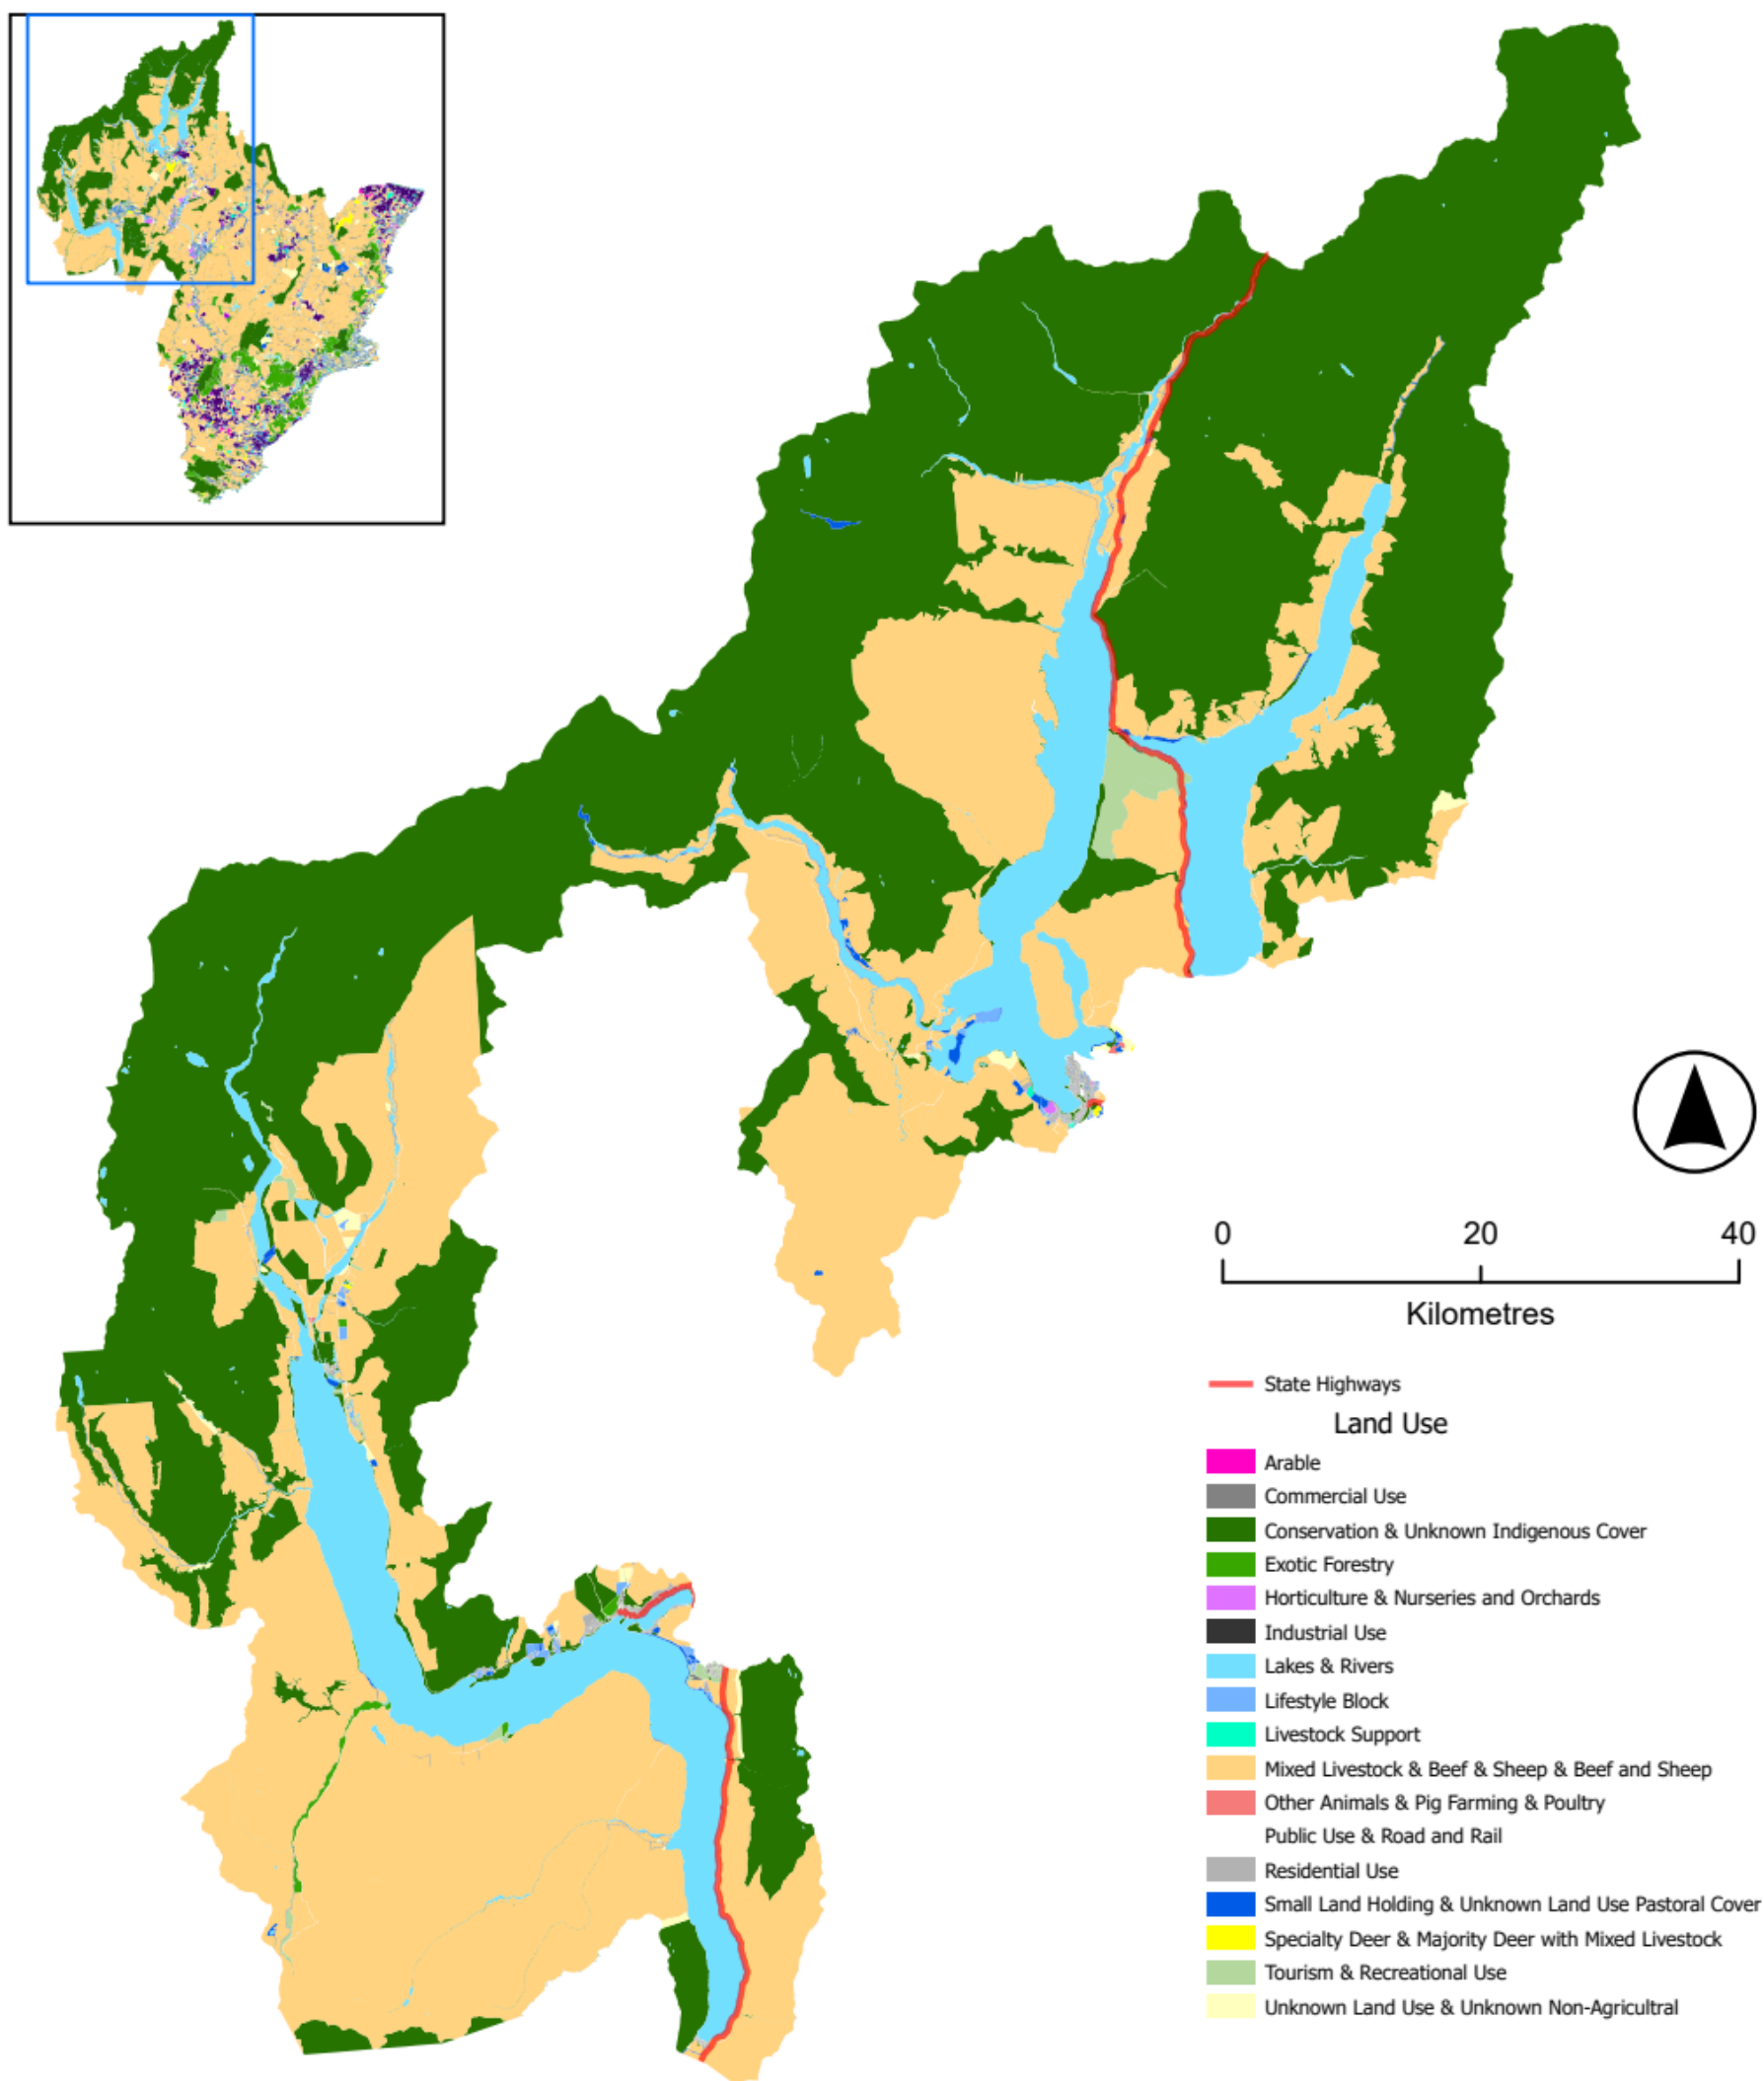 0 20 40
Kilometres
State Highways
Land Use
Arable
Commercial Use
Conservation & Unknown Indigenous Cover
Exotic Forestry
Horticulture & Nurseries and Orchards
Industrial Use
Lakes & Rivers
Lifestyle Block
Livestock Support
Mixed Livestock & Beef & Sheep & Beef and Sheep
Other Animals & Pig Farming & Poultry
Public Use & Road and Rail
Residential Use
Small Land Holding & Unknown Land Use Pastoral Cover
Specialty Deer & Majority Deer with Mixed Livestock
Tourism & Recreational Use
Unknown Land Use & Unknown Non-Agricultral